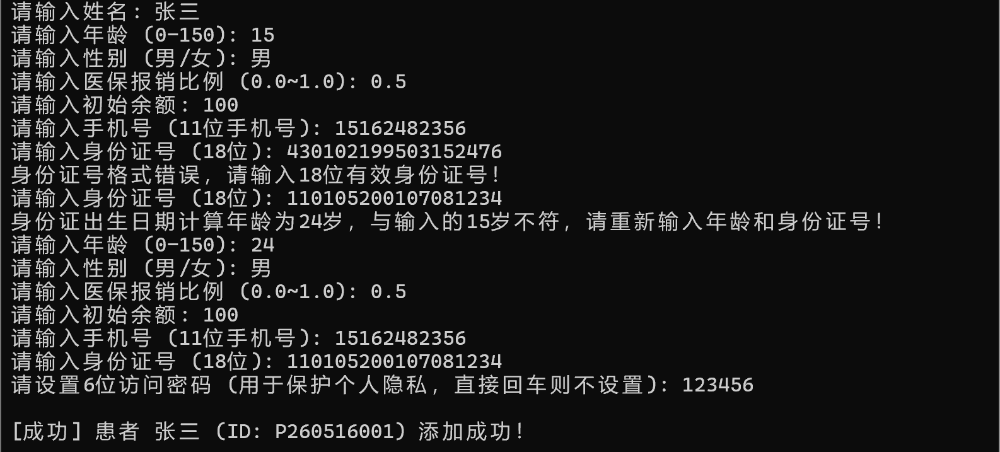 请输入姓名: 张三
请输入年龄 (0-150): 15
请输入性别 (男/女): 男
请输入医保报销比例 (0.0~1.0): 0.5
请输入初始余额: 100
请输入手机号 (11位手机号): 15162482356
请输入身份证号 (18位): 430102199503152476
身份证号格式错误, 请输入18位有效身份证号!
请输入身份证号 (18位): 110105200107081234
身份证出生日期计算年龄为24岁, 与输入的15岁不符, 请重新输入年龄和身份证号!
请输入年龄 (0-150): 24
请输入性别 (男/女): 男
请输入医保报销比例 (0.0~1.0): 0.5
请输入初始余额: 100
请输入手机号 (11位手机号): 15162482356
请输入身份证号 (18位): 110105200107081234
请设置6位访问密码 (用于保护个人隐私, 直接回车则不设置): 123456
[成功] 患者 张三 (ID: P260516001) 添加成功!